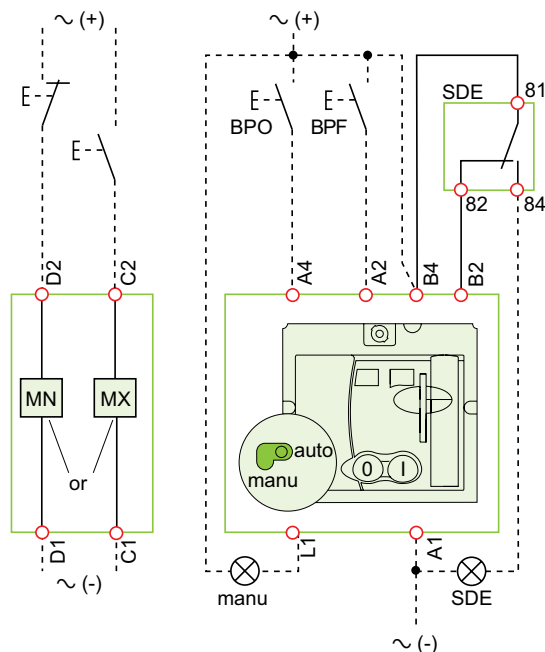 ∼ (+)
∼ (+)
81
SDE
BPO
BPF
82
84
D2
C2
A4
A2
B4
B2
MN
MX
or
auto
manu
0
I
D1
C1
L1
A1
∼ (-)
manu
SDE
∼ (-)